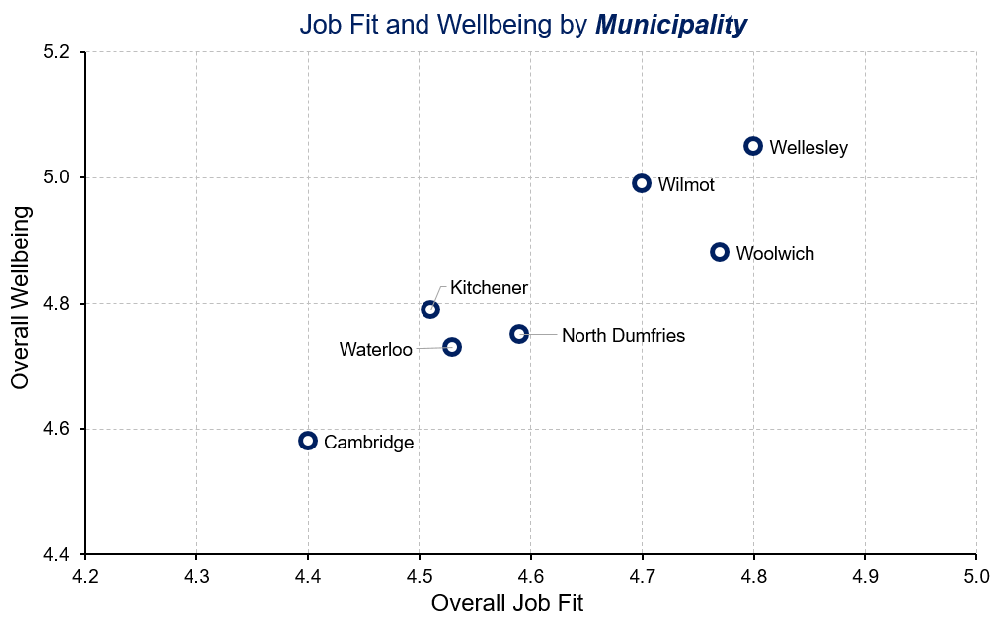 Job Fit and Wellbeing by Municipality
5.2
5.0
4.8
4.6
4.4
Overall Wellbeing
Wellesley
Wilmot
Woolwich
Kitchener
North Dumfries
Waterloo
Cambridge
4.2 4.3 4.4 4.5 4.6 4.7 4.8 4.9 5.0
Overall Job Fit